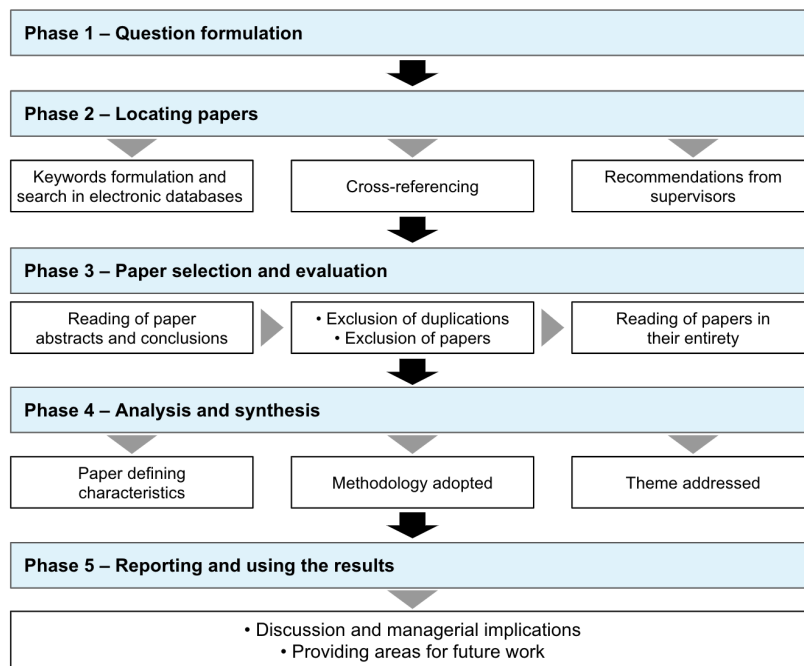 Phase 1 – Question formulation
Phase 2 – Locating papers
Keywords formulation and
search in electronic databases
Cross-referencing
Recommendations from
supervisors
Phase 3 – Paper selection and evaluation
Reading of paper
abstracts and conclusions
• Exclusion of duplications
• Exclusion of papers
Reading of papers in
their entirety
Phase 4 – Analysis and synthesis
Paper defining
characteristics
Methodology adopted
Theme addressed
Phase 5 – Reporting and using the results
• Discussion and managerial implications
• Providing areas for future work